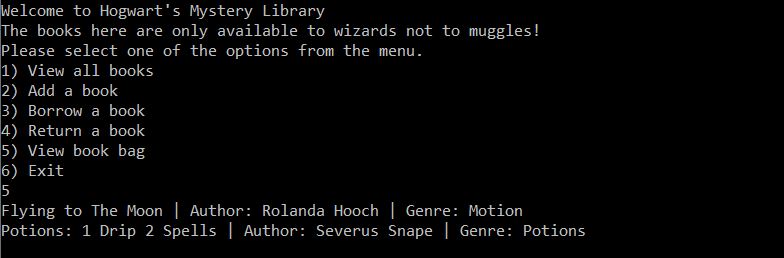 Welcome to Hogwart's Mystery Library
The books here are only available to wizards not to muggles!
Please select one of the options from the menu.
1) View all books
2) Add a book
3) Borrow a book
4) Return a book
5) View book bag
6) Exit
5
Flying to The Moon | Author: Rolanda Hooch | Genre: Motion
Potions: 1 Drip 2 Spells | Author: Severus Snape | Genre: Potions